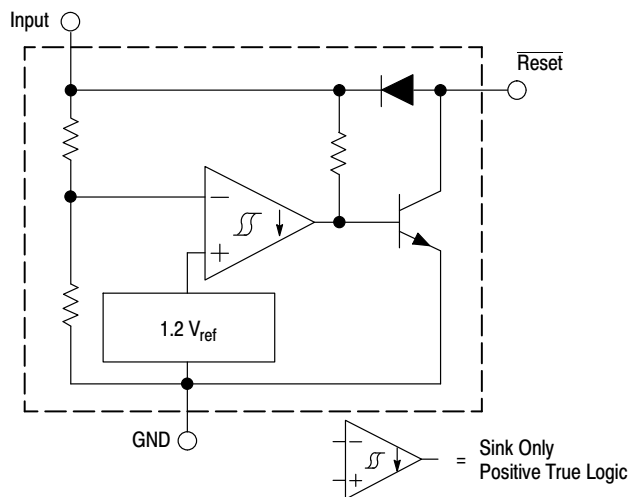 Input
Reset
−
+
1.2 Vref
GND
−
+
= Sink Only
Positive True Logic